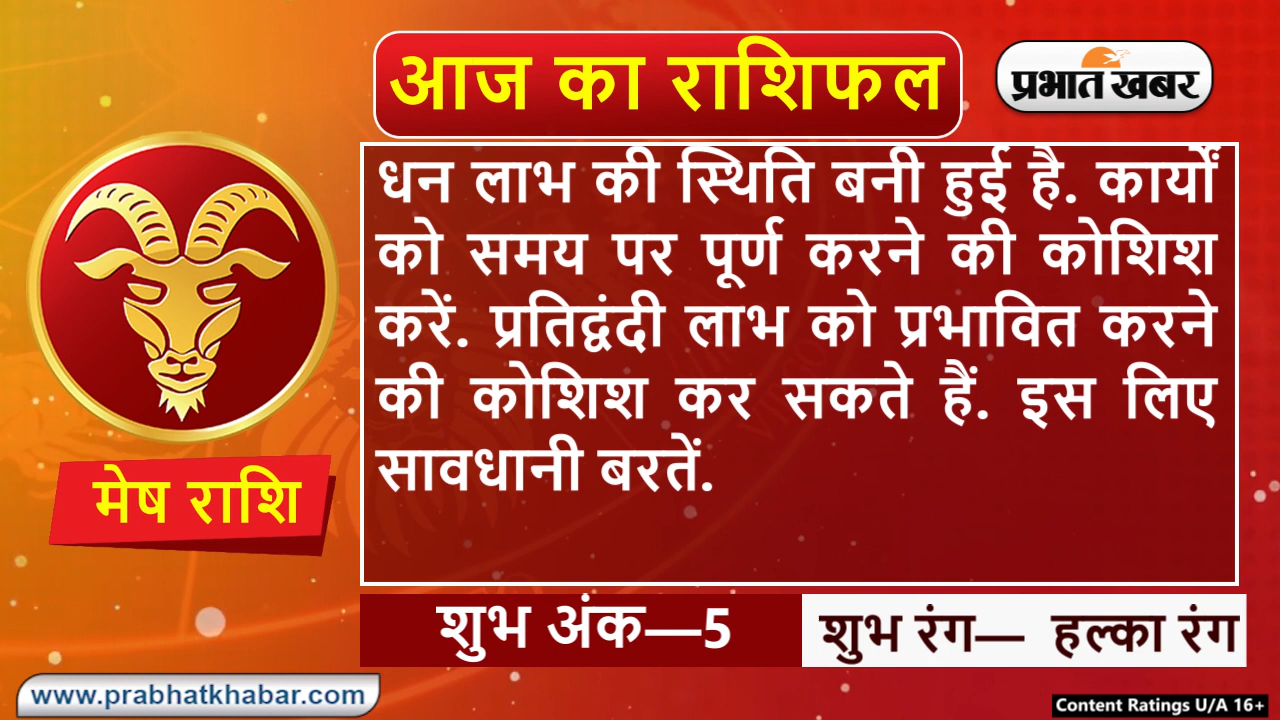 आज का राशिफल
प्रभात खबर
धन लाभ की स्थिति बनी हुई है. कार्यों
को समय पर पूर्ण करने की कोशिश
करें. प्रतिद्वंदी लाभ को प्रभावित करने
की कोशिश कर सकते हैं. इस लिए
सावधानी बरतें.
मेष राशि
शुभ अंक—5
शुभ रंग— हल्का रंग
www.prabhatkhabar.com
Content Ratings U/A 16+